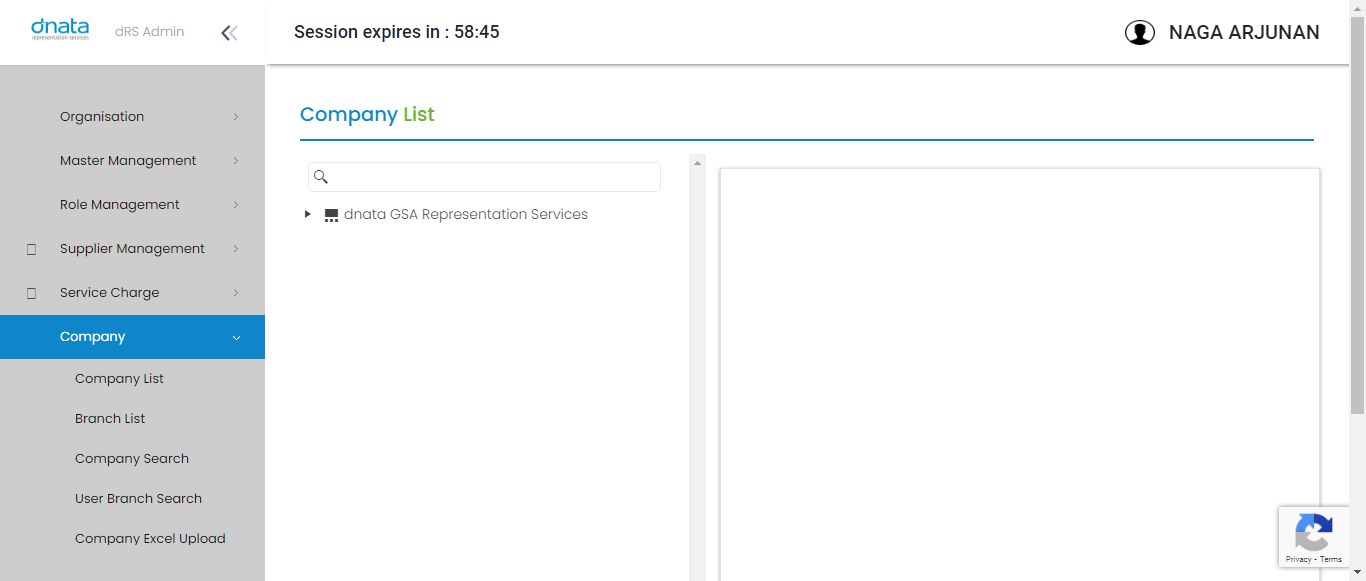 dnata
representation services
dRS Admin
Session expires in : 58:45
NAGA ARJUNAN
Organisation
Master Management
Role Management
Supplier Management
Service Charge
Company
Company List
Branch List
Company Search
User Branch Search
Company Excel Upload
Company List
dnata GSA Representation Services
Privacy - Terms